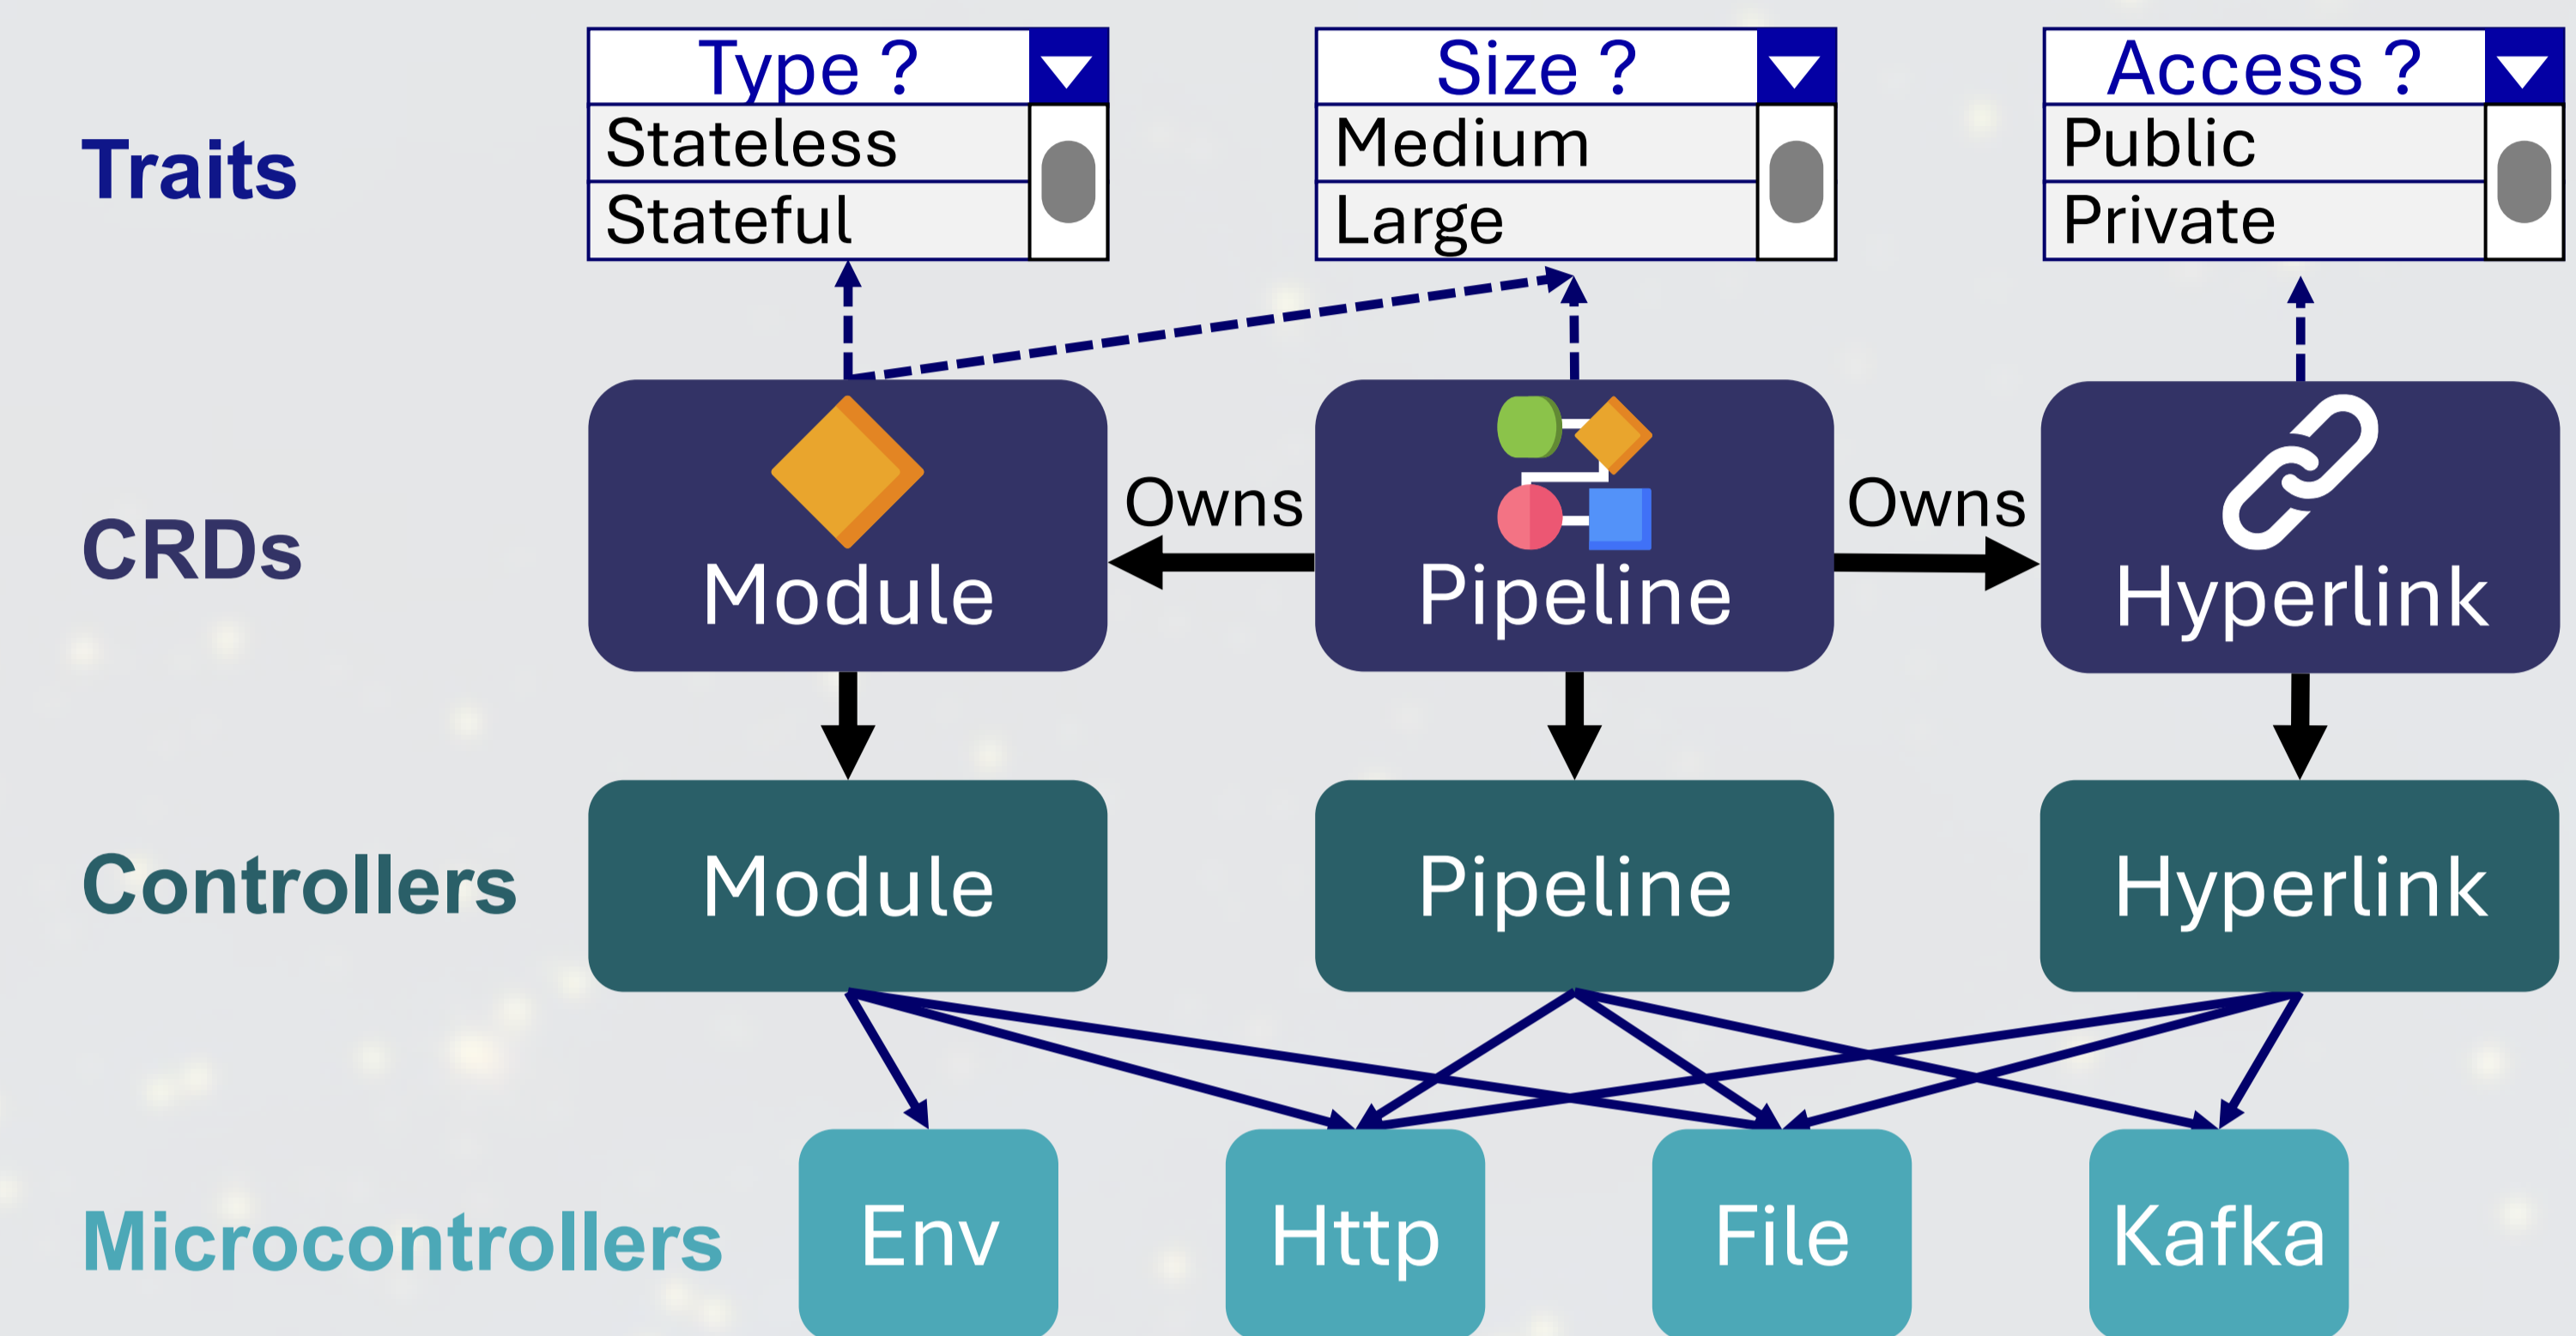 Traits
Type ?
Stateless
Stateful
Size ?
Medium
Large
Access ?
Public
Private
CRDs
Module
Owns
Pipeline
Owns
Hyperlink
Controllers
Module
Pipeline
Hyperlink
Microcontrollers
Env
Http
File
Kafka